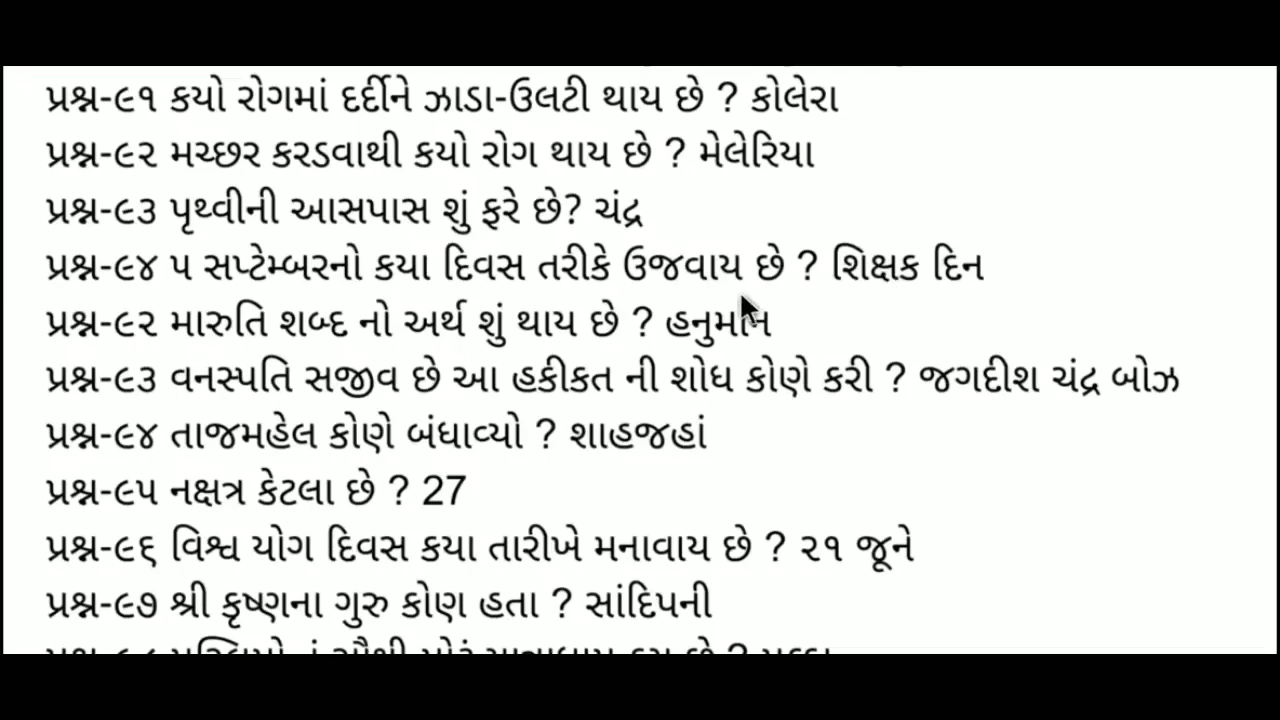 પ્રશ્ન-૯૧ કયો રોગમાં દર્દીને ઝાડા-ઉલટી થાય છે ? કોલેરા
પ્રશ્ન-૯૨ મચ્છર કરડવાથી કયો રોગ થાય છે ? મેલેરિયા
પ્રશ્ન-૯૩ પૃથ્વીની આસપાસ શું ફરે છે? ચંદ્ર
પ્રશ્ન-૯૪ ૫ સપ્ટેમ્બરનો કયા દિવસ તરીકે ઉજવાય છે ? શિક્ષક દિન
પ્રશ્ન-૯૨ મારુતિ શબ્દ નો અર્થ શું થાય છે ? હનુમાન
પ્રશ્ન-૯૩ વનસ્પતિ સજીવ છે આ હકીકત ની શોધ કોણે કરી ? જગદીશ ચંદ્ર બોઝ
પ્રશ્ન-૯૪ તાજમહેલ કોણે બંધાવ્યો ? શાહજહાં
પ્રશ્ન-૯૫ નક્ષત્ર કેટલા છે ? 27
પ્રશ્ન-૯૬ વિશ્વ યોગ દિવસ કયા તારીખે મનાવાય છે ? ૨૧ જૂને
પ્રશ્ન-૯૭ શ્રી કૃષ્ણના ગુરુ કોણ હતા ? સાંદિપની